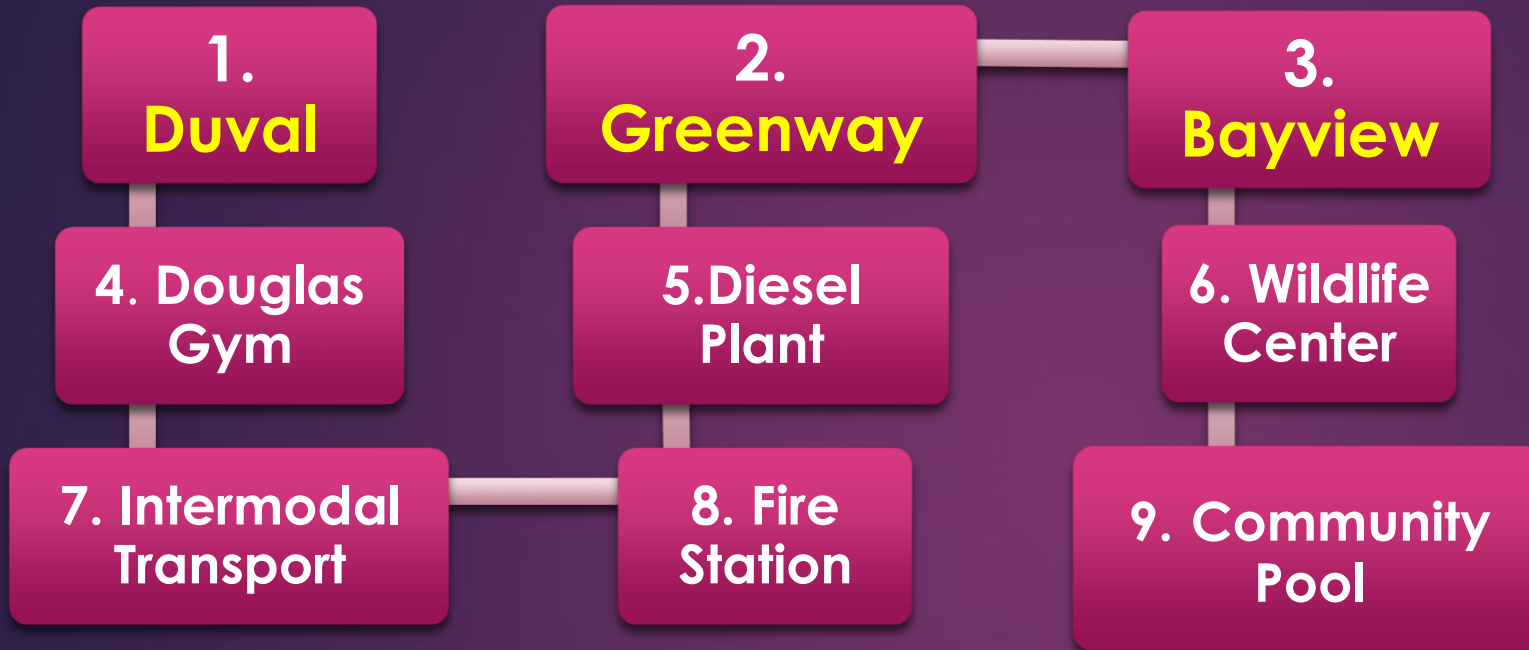 1.
Duval
2.
Greenway
3.
Bayview
4. Douglas
Gym
5.Diesel
Plant
6. Wildlife
Center
7. Intermodal
Transport
8. Fire
Station
9. Community
Pool